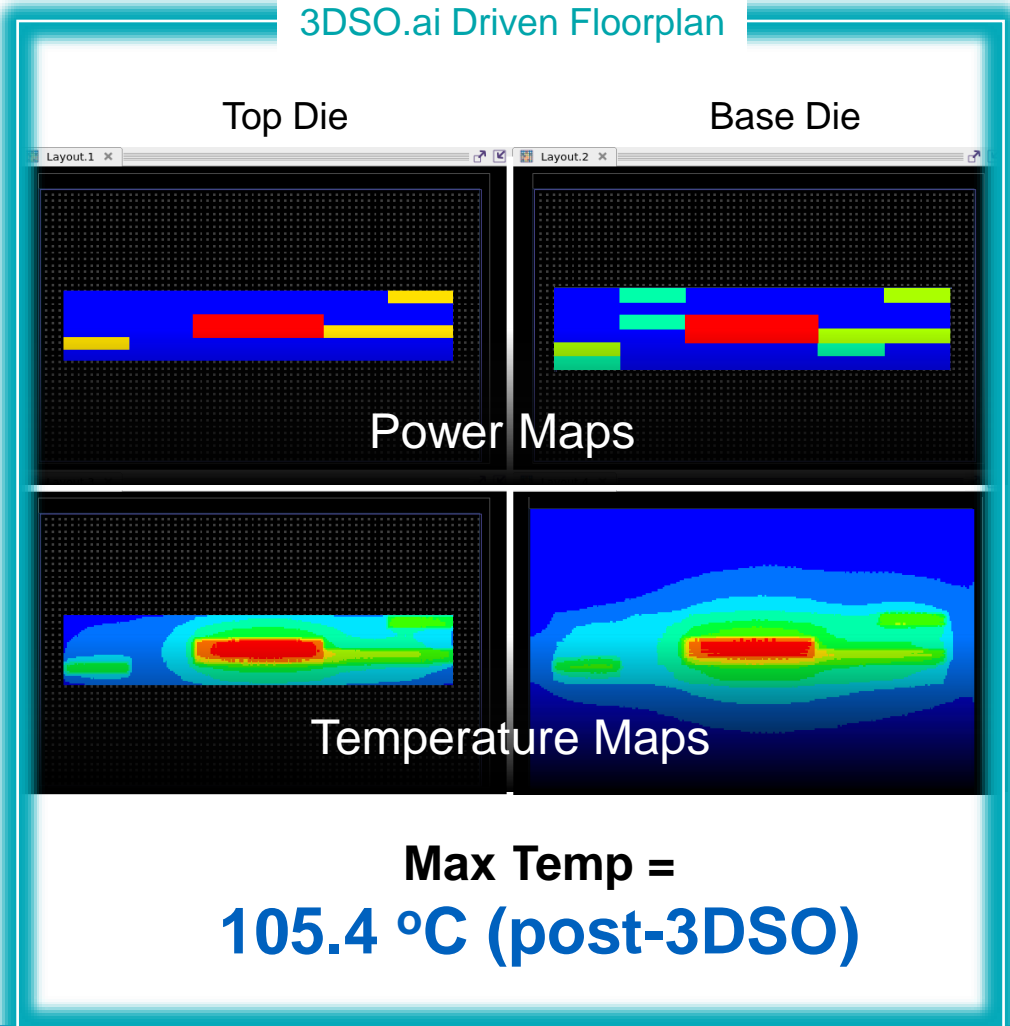 3DSO.ai Driven Floorplan
Top Die
Base Die
Layout.1
Layout.2
Power Maps
Temperature Maps
Max Temp =
105.4 ºC (post-3DSO)